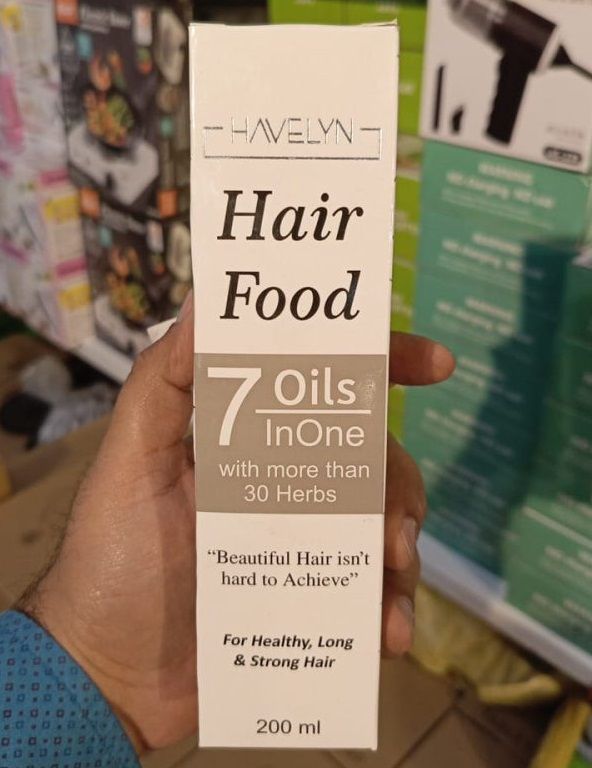 HAVELYN
Hair
Food
7 Oils
InOne
with more than
30 Herbs
“Beautiful Hair isn’t
hard to Achieve”
For Healthy, Long
& Strong Hair
200 ml